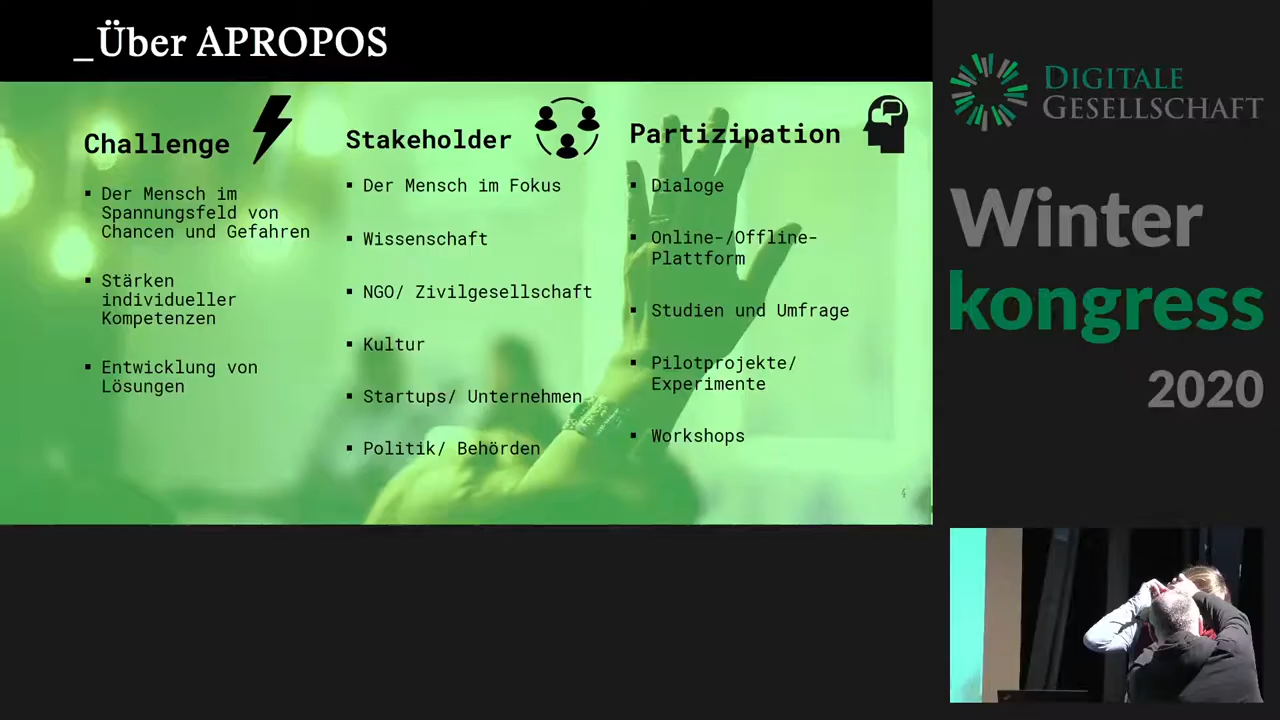 _Über APROPOS
Challenge
▪ Der Mensch im
Spannungsfeld von
Chancen und Gefahren
▪ Stärken
individueller
Kompetenzen
▪ Entwicklung von
Lösungen
Stakeholder
▪ Der Mensch im Fokus
▪ Wissenschaft
▪ NGO/ Zivilgesellschaft
▪ Kultur
▪ Startups/ Unternehmen
▪ Politik/ Behörden
Partizipation
▪ Dialoge
▪ Online-/Offline-
Plattform
▪ Studien und Umfrage
▪ Pilotprojekte/
Experimente
▪ Workshops
4
DIGITALE
GESELLSCHAFT
Winter
kongress
2020